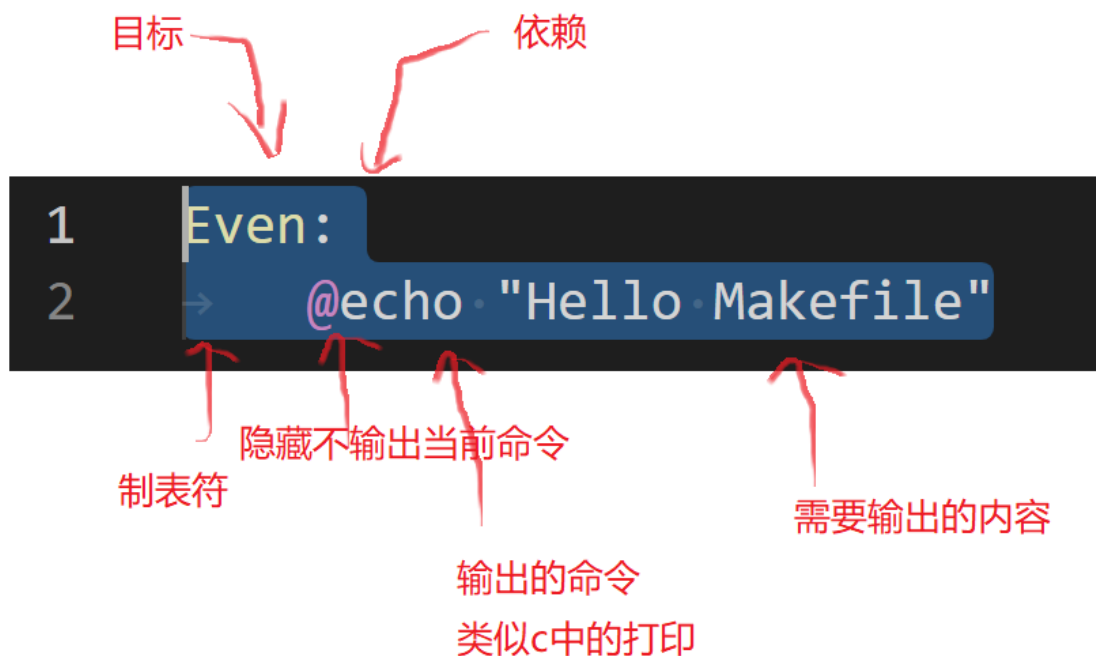 目标
依赖
1 Even:
2 → @echo·"Hello·Makefile"
隐藏不输出当前命令
制表符
需要输出的内容
输出的命令
类似c中的打印